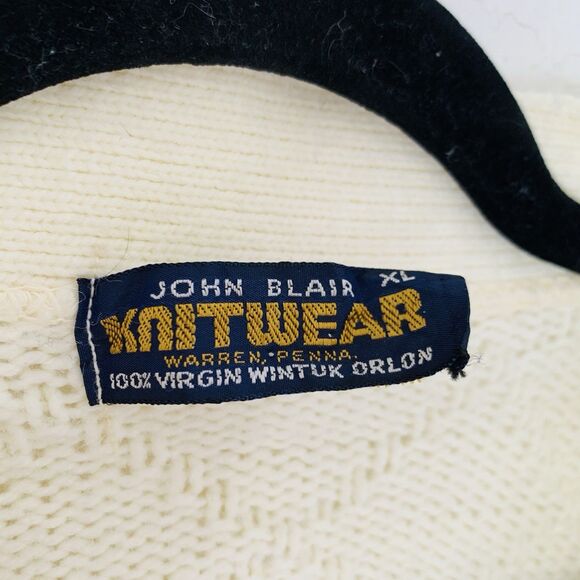 JOHN BLAIR XL
KNITWEAR
WARREN, PENNA.
100% VIRGIN WINTUK ORLON